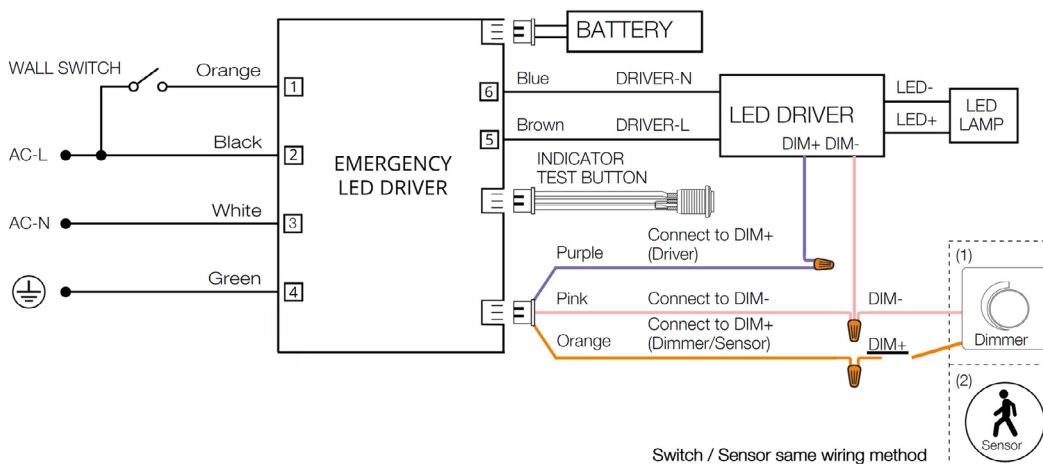 BATTERY
WALL SWITCH
Orange
1
Blue
DRIVER-N
6
LED DRIVER
LED-
LED+
LED
LAMP
Brown
DRIVER-L
5
DIM+ DIM-
AC-L
Black
2
EMERGENCY
LED DRIVER
INDICATOR
TEST BUTTON
AC-N
White
3
Green
4
Purple
Connect to DIM+
(Driver)
Pink
Connect to DIM-
DIM-
Orange
Connect to DIM+
(Dimmer/Sensor)
DIM+
(1)
Dimmer
(2)
Sensor
Switch / Sensor same wiring method